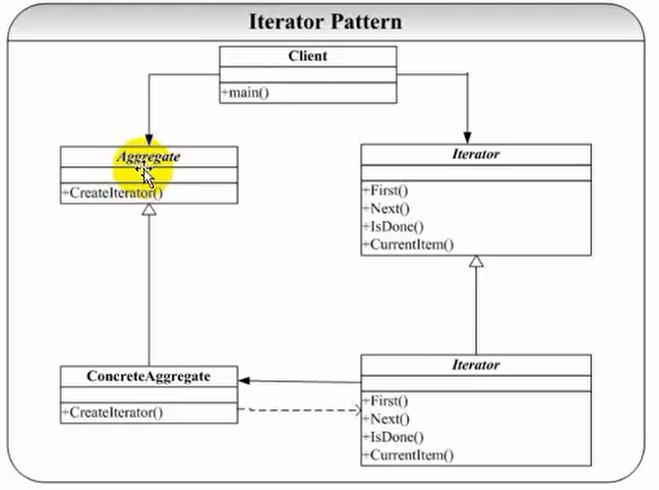 Iterator Pattern
Client
+main()
Aggregate
+CreateIterator()
Iterator
+First()
+Next()
+IsDone()
+CurrentItem()
ConcreteAggregate
+CreateIterator()
Iterator
+First()
+Next()
+IsDone()
+CurrentItem()